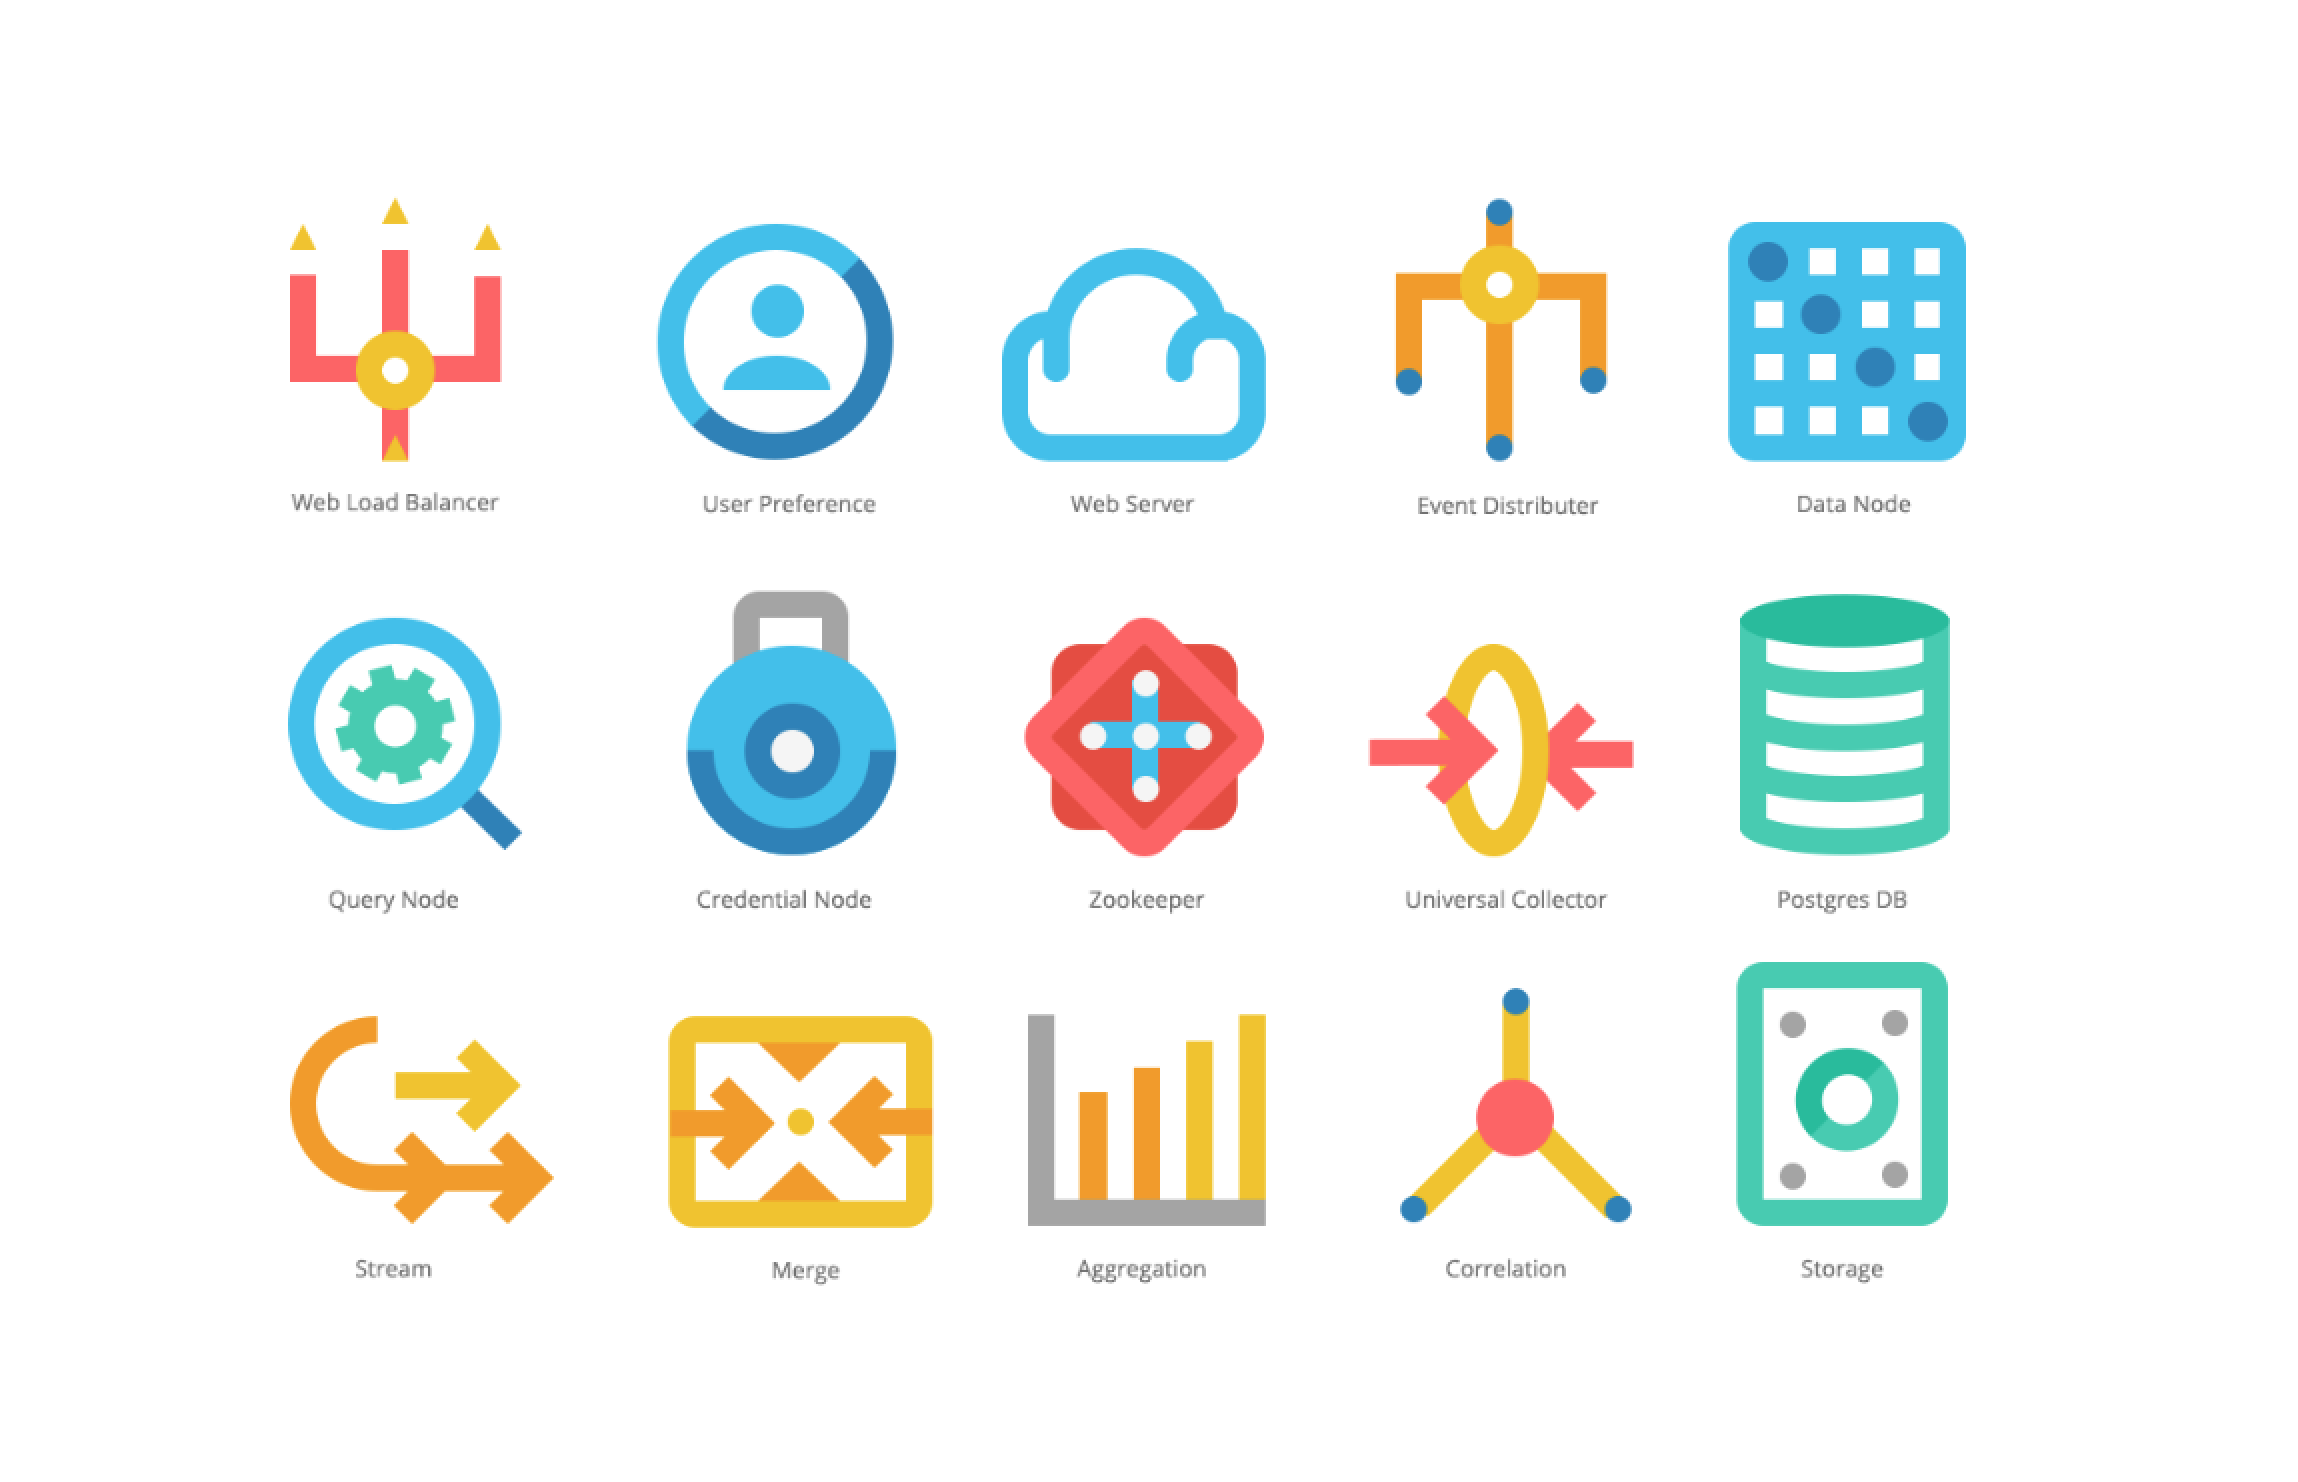 Web Load Balancer
User Preference
Web Server
Event Distributer
Data Node
Query Node
Credential Node
Zookeeper
Universal Collector
Postgres DB
Stream
Merge
Aggregation
Correlation
Storage